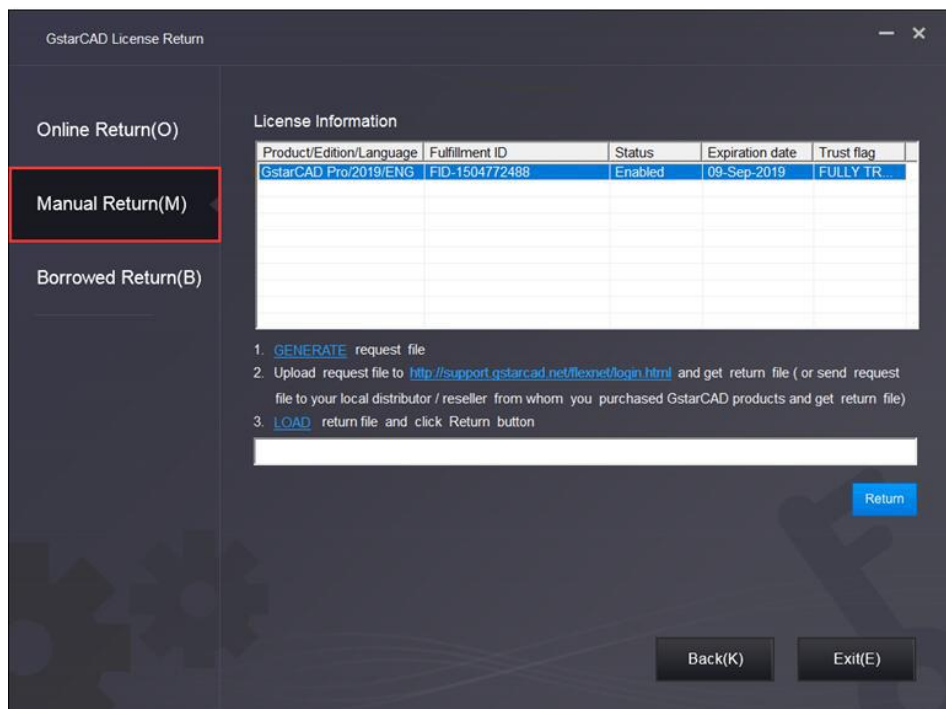 GstarCAD License Return
Online Return(O)
Manual Return(M)
Borrowed Return(B)
License Information
Product/Edition/Language Fulfillment ID Status Expiration date Trust flag
GstarCAD Pro/2019/ENG FID-1504772488 Enabled 09-Sep-2019 FULLY TR...
1. GENERATE request file
2. Upload request file to http://support.gstarcad.net/flexnet/login.html and get return file ( or send request
file to your local distributor / reseller from whom you purchased GstarCAD products and get return file)
3. LOAD return file and click Return button
Return
Back(K) Exit(E)